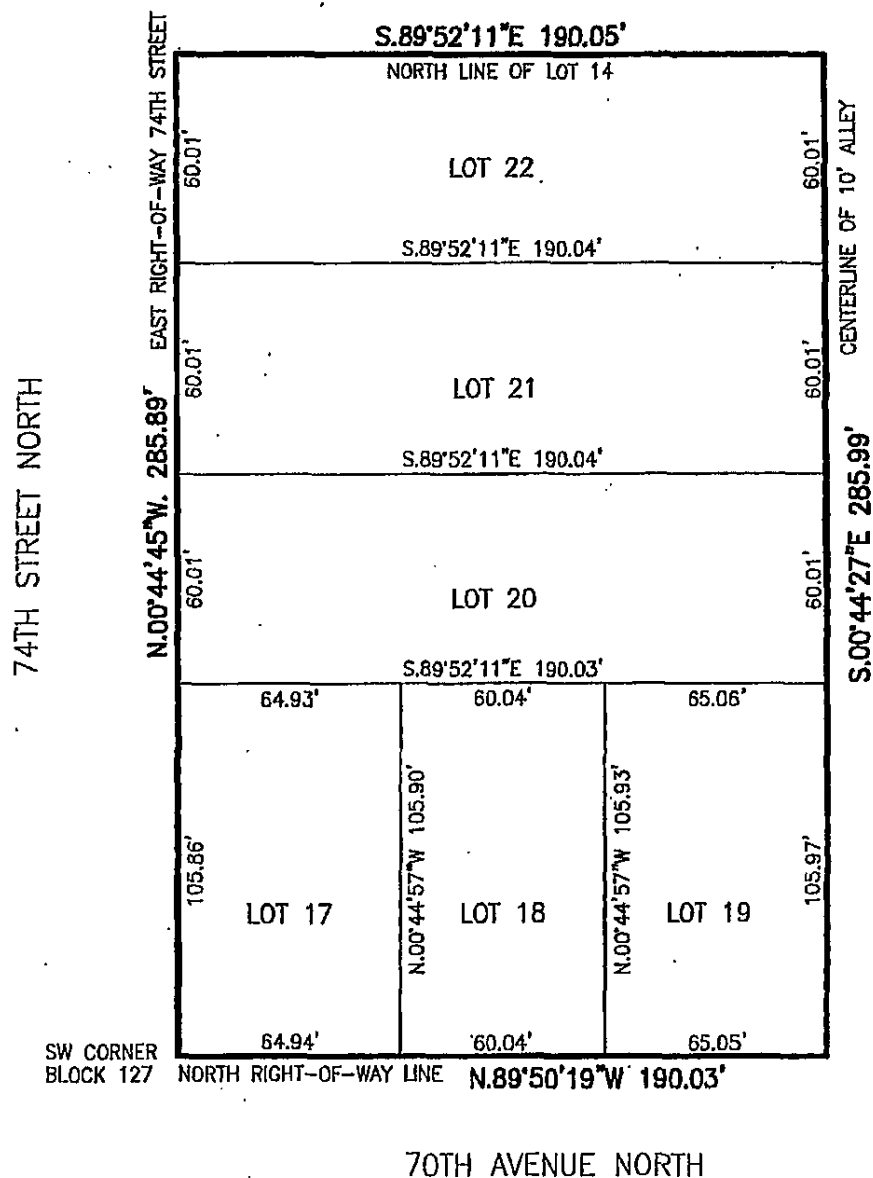 S.89°52'11"E 190.05'
NORTH LINE OF LOT 14
EAST RIGHT-OF-WAY 74TH STREET
60.01'
LOT 22
60.01'
CENTERLINE OF 10' ALLEY
S.89°52'11"E 190.04'
60.01'
LOT 21
60.01'
74TH STREET NORTH
N.00°44'45"W. 285.89'
S.89°52'11"E 190.04'
S.00°44'27"E 285.99'
60.01'
LOT 20
60.01'
S.89°52'11"E 190.03'
64.93'
60.04'
65.06'
105.86'
N.00°44'57"W 105.90'
N.00°44'57"W 105.93'
105.97'
LOT 17
LOT 18
LOT 19
64.94'
60.04'
65.05'
SW CORNER
BLOCK 127
NORTH RIGHT-OF-WAY LINE
N.89°50'19"W 190.03'
70TH AVENUE NORTH